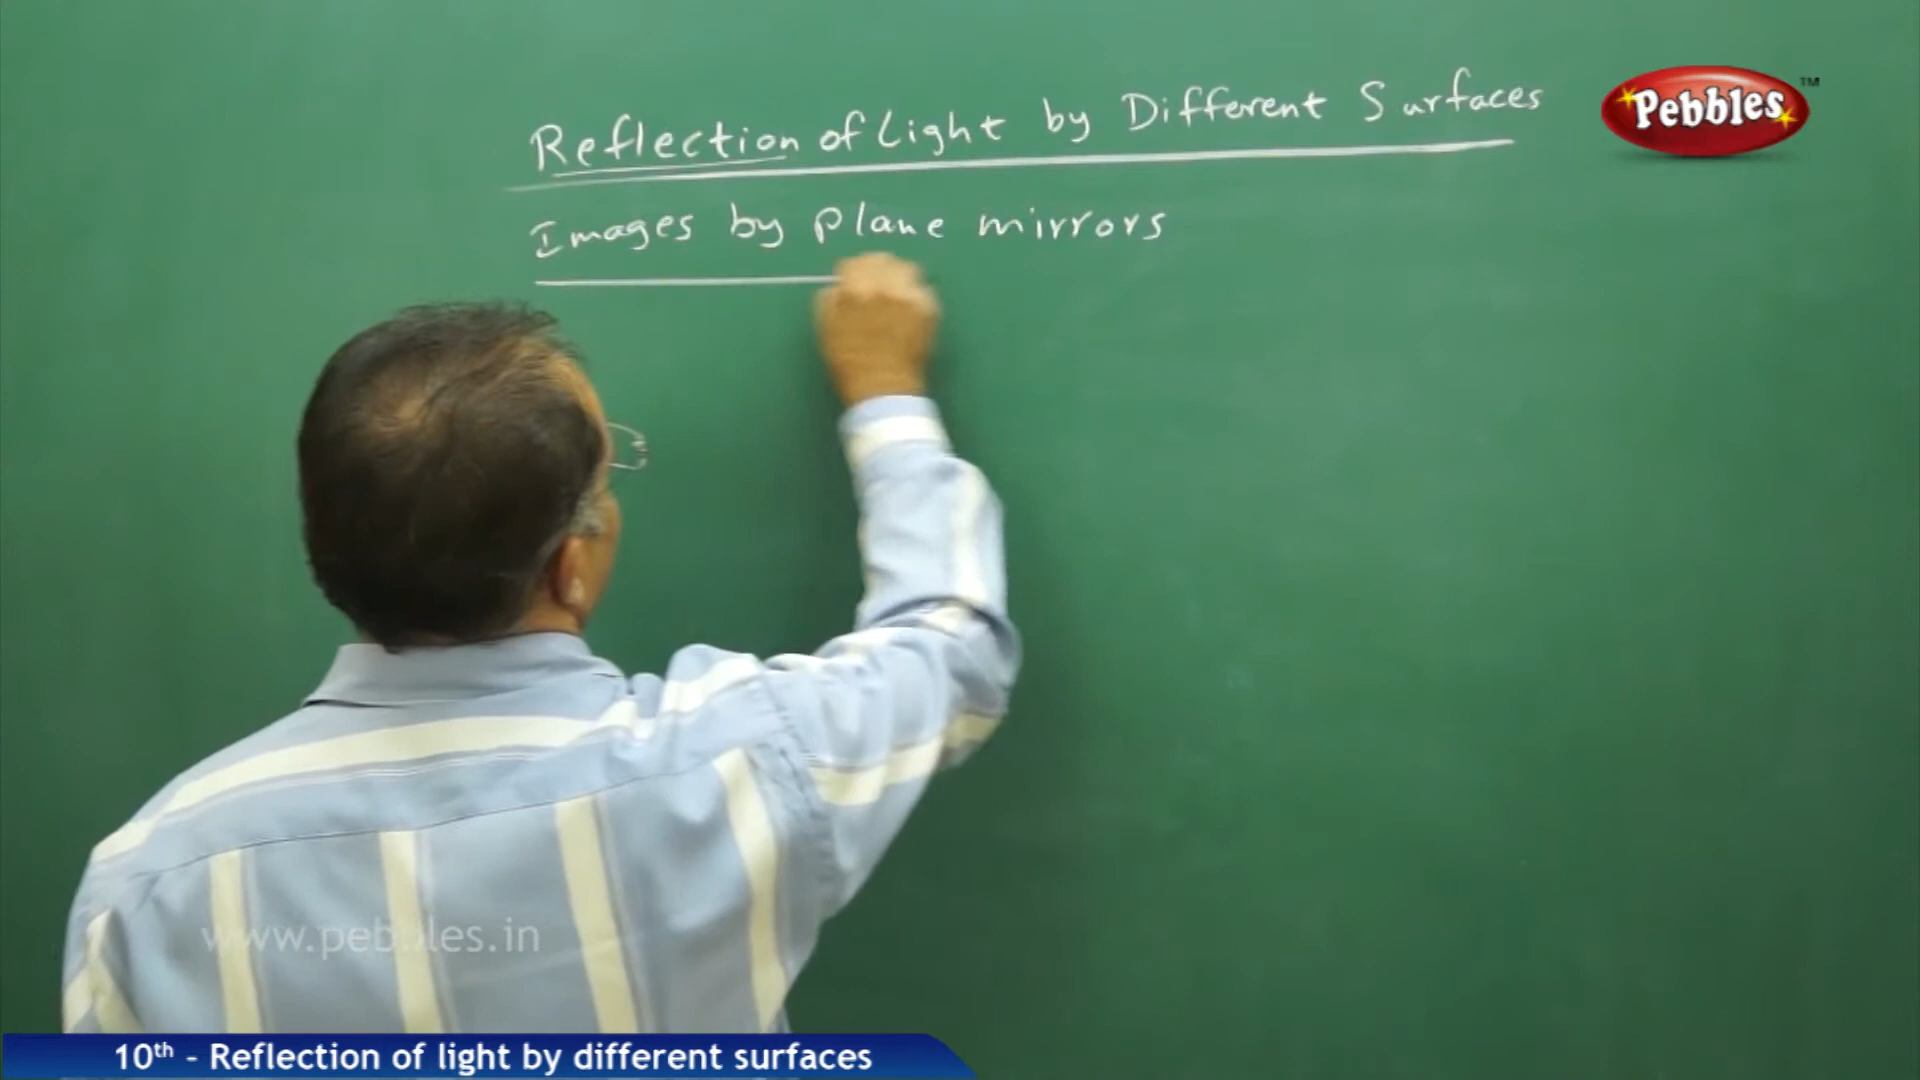 Reflection of Light by Different Surfaces
Pebbles™
Images by plane mirrors
www.pebbles.in
10th - Reflection of light by different surfaces